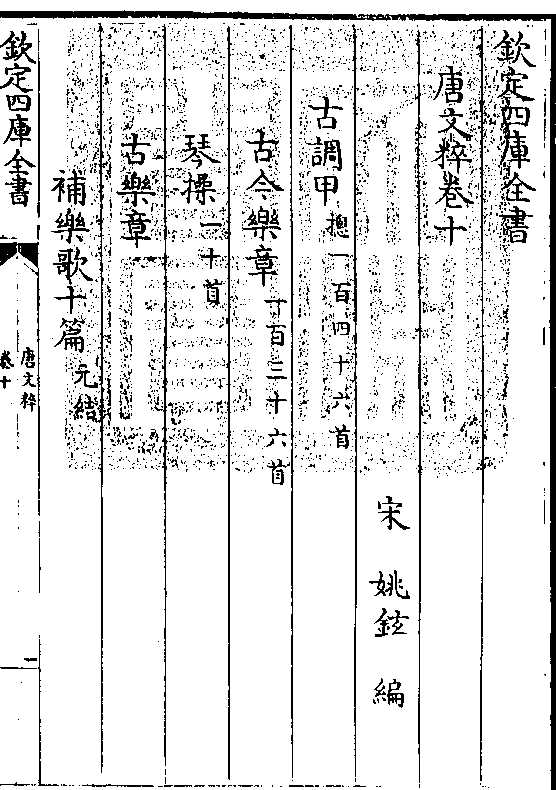 欽定四庫全書
唐文粹卷十
宋 姚鉉 編
古調甲 揔一百四十六首
古今樂章 一百三十六首
琴操 一十首
古樂章
補樂歌十篇 元結
欽定四庫全書
唐文粹
卷十
一